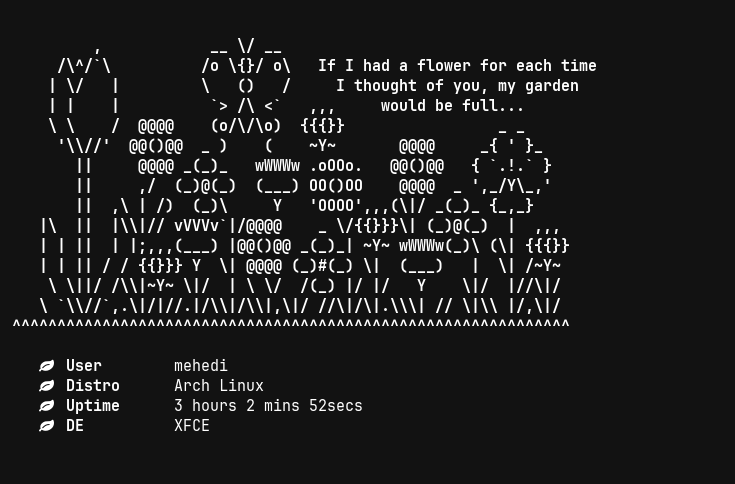 If I had a flower for each time
I thought of you, my garden
would be full...
User mehedi
Distro Arch Linux
Uptime 3 hours 2 mins 52secs
DE XFCE